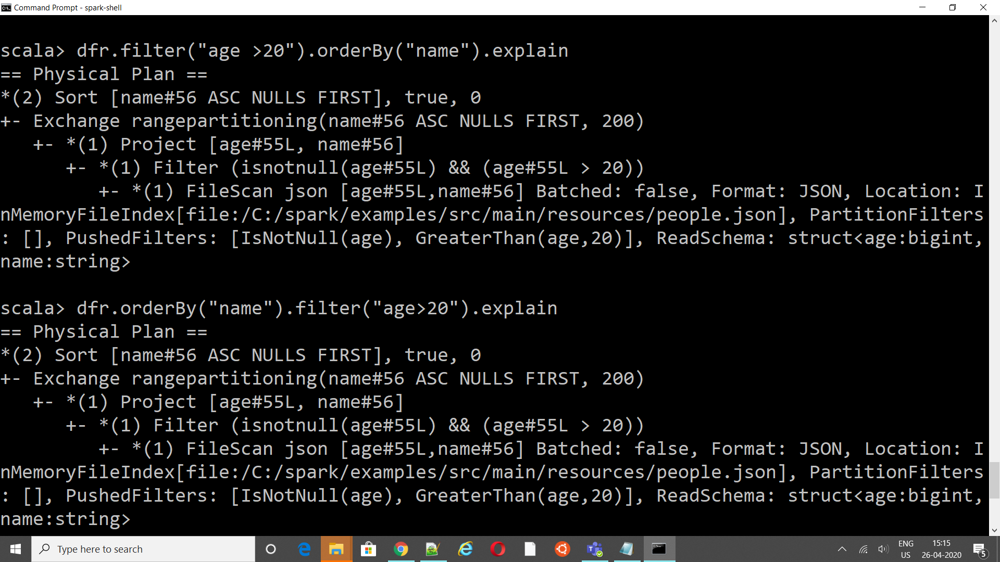 Command Prompt - spark-shell
scala> dfr.filter("age >20").orderBy("name").explain
== Physical Plan ==
*(2) Sort [name#56 ASC NULLS FIRST], true, 0
+- Exchange rangepartitioning(name#56 ASC NULLS FIRST, 200)
   +- *(1) Project [age#55L, name#56]
      +- *(1) Filter (isnotnull(age#55L) && (age#55L > 20))
         +- *(1) FileScan json [age#55L,name#56] Batched: false, Format: JSON, Location: I
nMemoryFileIndex[file:/C:/spark/examples/src/main/resources/people.json], PartitionFilters
: [], PushedFilters: [IsNotNull(age), GreaterThan(age,20)], ReadSchema: struct<age:bigint,
name:string>
scala> dfr.orderBy("name").filter("age>20").explain
== Physical Plan ==
*(2) Sort [name#56 ASC NULLS FIRST], true, 0
+- Exchange rangepartitioning(name#56 ASC NULLS FIRST, 200)
   +- *(1) Project [age#55L, name#56]
      +- *(1) Filter (isnotnull(age#55L) && (age#55L > 20))
         +- *(1) FileScan json [age#55L,name#56] Batched: false, Format: JSON, Location: I
nMemoryFileIndex[file:/C:/spark/examples/src/main/resources/people.json], PartitionFilters
: [], PushedFilters: [IsNotNull(age), GreaterThan(age,20)], ReadSchema: struct<age:bigint,
name:string>
Type here to search
ENG
US
15:15
26-04-2020
5